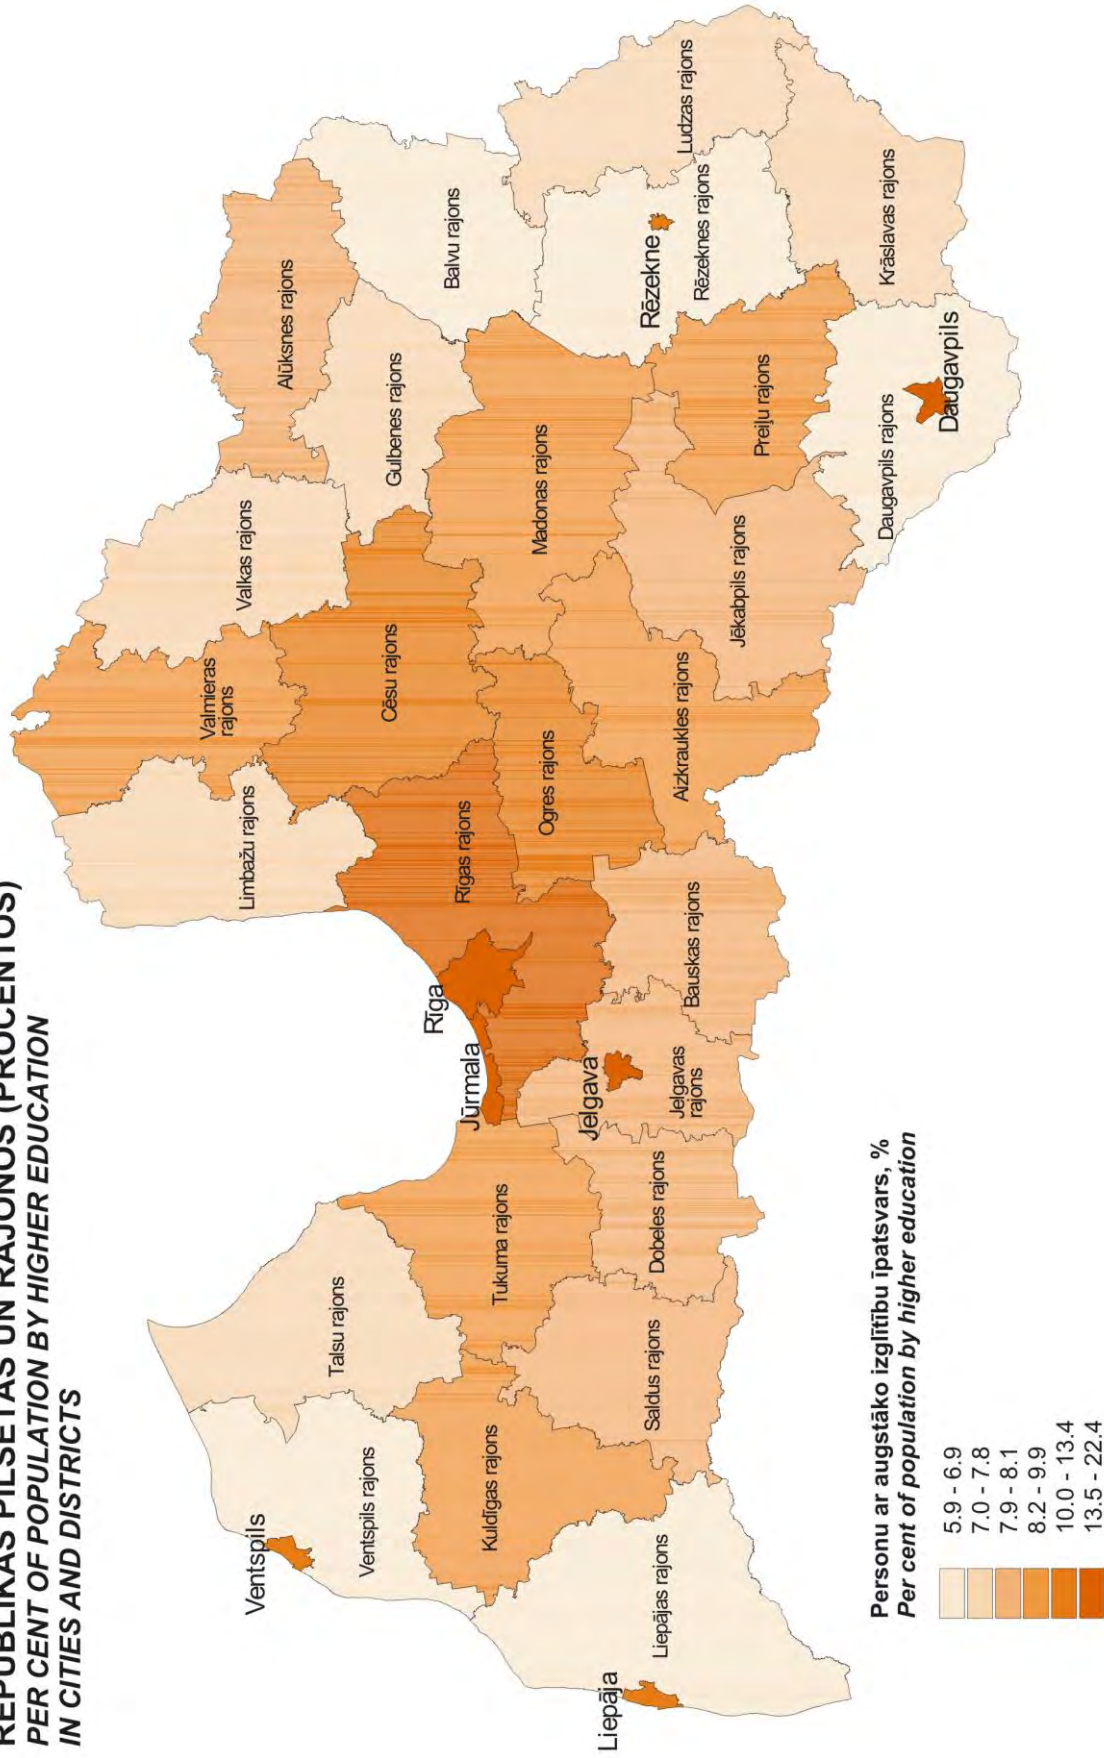 REPUBLIKAS PILSĒTĀS UN RAJONOS (PROCENTOS)
PER CENT OF POPULATION BY HIGHER EDUCATION
IN CITIES AND DISTRICTS
Ventspils
Ventspils rajons
Talsu rajons
Liepāja
Liepājas rajons
Kuldīgas rajons
Saldus rajons
Tukuma rajons
Dobeles rajons
Jūrmala
Rīga
Jelgava
Jelgavas
rajons
Bauskas rajons
Rīgas rajons
Limbažu rajons
Valmieras
rajons
Cēsu rajons
Ogres rajons
Aizkraukles rajons
Valkas rajons
Alūksnes rajons
Gulbenes rajons
Madonas rajons
Jēkabpils rajons
Balvu rajons
Preiļu rajons
Rēzekne
Rēzeknes rajons
Ludzas rajons
Krāslavas rajons
Daugavpils
Daugavpils rajons
Personu ar augstāko izglītību īpatsvars, %
Per cent of population by higher education
5.9 - 6.9
7.0 - 7.8
7.9 - 8.1
8.2 - 9.9
10.0 - 13.4
13.5 - 22.4